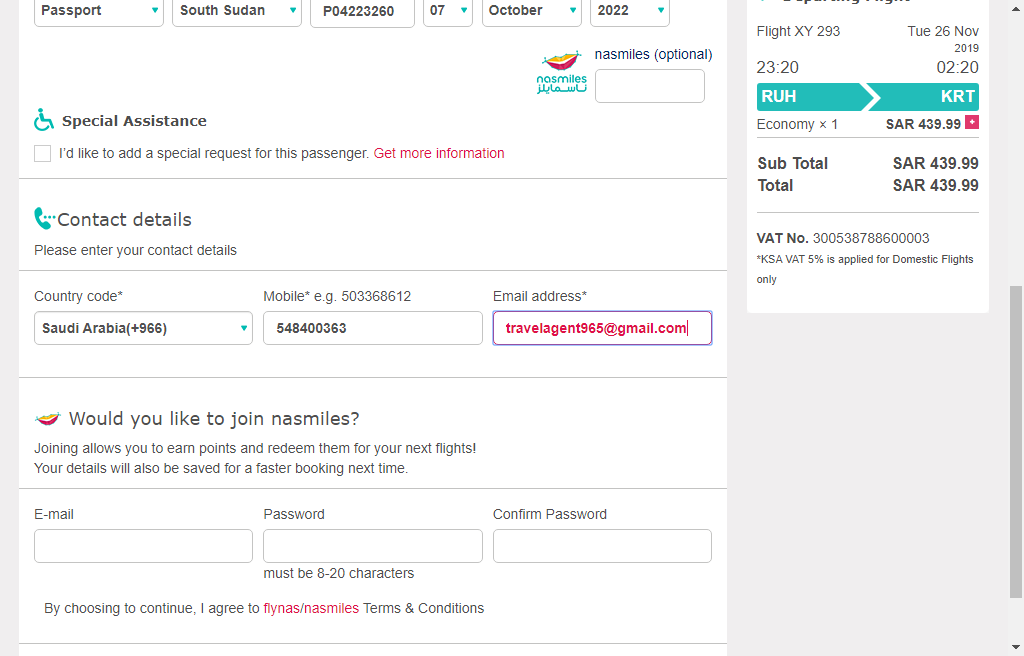 Passport South Sudan P04223260 07 October 2022
nasmiles (optional)
nasmiles
ناسمايلز
Special Assistance
I'd like to add a special request for this passenger. Get more information
Contact details
Please enter your contact details
Country code* Mobile* e.g. 503368612 Email address*
Saudi Arabia(+966) 548400363 travelagent965@gmail.com
Would you like to join nasmiles?
Joining allows you to earn points and redeem them for your next flights!
Your details will also be saved for a faster booking next time.
E-mail Password Confirm Password
must be 8-20 characters
By choosing to continue, I agree to flynas/nasmiles Terms & Conditions
Flight XY 293 Tue 26 Nov
2019
23:20 02:20
RUH KRT
Economy × 1 SAR 439.99 +
Sub Total SAR 439.99
Total SAR 439.99
VAT No. 300538788600003
*KSA VAT 5% is applied for Domestic Flights
only